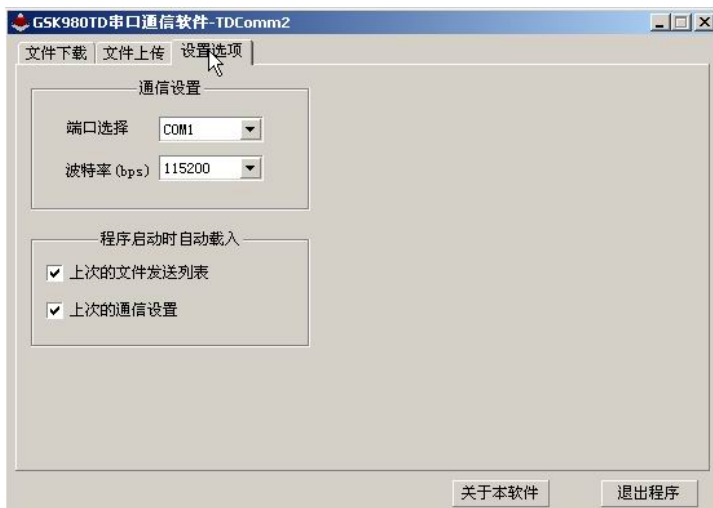 GSK980TD串口通信软件-TDComm2
文件下载 文件上传 设置选项
通信设置
端口选择 COM1
波特率(bps) 115200
程序启动时自动载入
上次的文件发送列表
上次的通信设置
关于本软件 退出程序